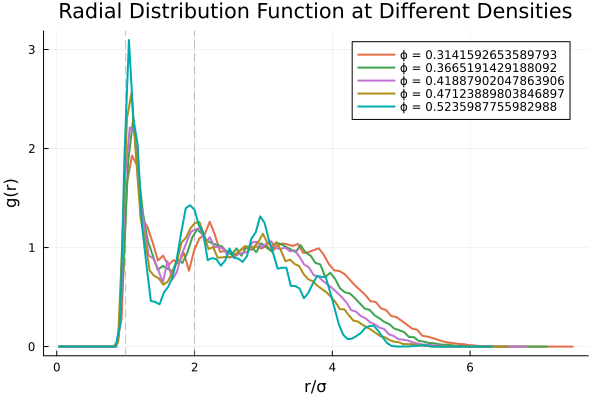 Radial Distribution Function at Different Densities
g(r)
3
2
1
0
ϕ = 0.3141592653589793
ϕ = 0.3665191429188092
ϕ = 0.41887902047863906
ϕ = 0.47123889803846897
ϕ = 0.5235987755982988
0 2 4 6
r/σ